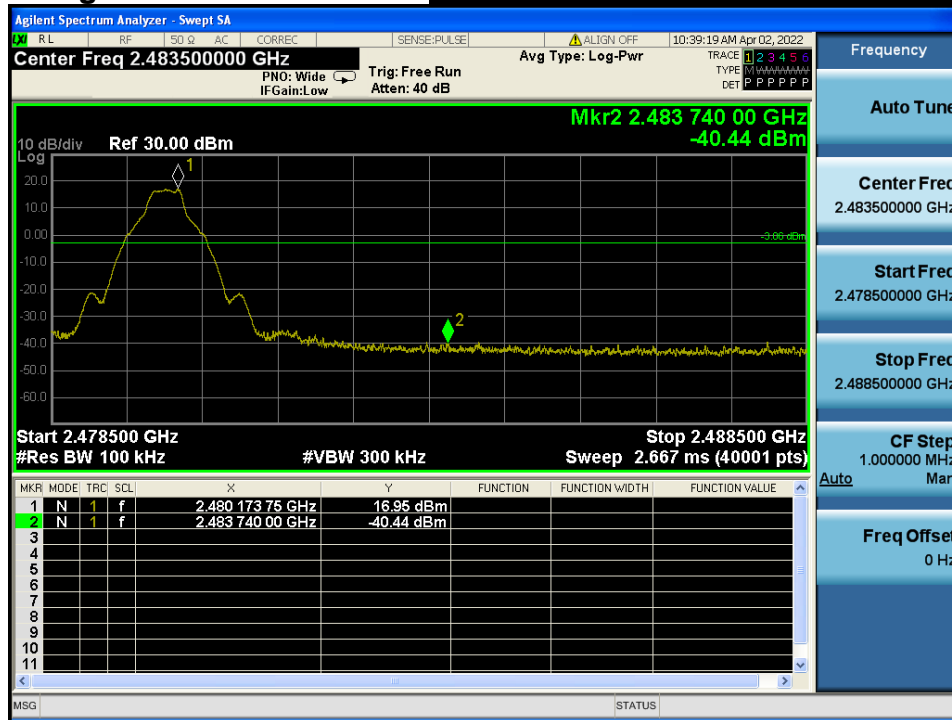 Agilent Spectrum Analyzer - Swept SA
LXI RL RF 50 Ω AC CORREC SENSE:PULSE ALIGN OFF 10:39:19 AM Apr 02, 2022
Center Freq 2.483500000 GHz
PNO: Wide
IFGain:Low
Trig: Free Run
Atten: 40 dB
Avg Type: Log-Pwr
TRACE 1 2 3 4 5 6
TYPE M WWWWW
DET P P P P P P
Mkr2 2.483 740 00 GHz
-40.44 dBm
10 dB/div Ref 30.00 dBm
Log
20.0
10.0
0.00
-10.0
-20.0
-30.0
-40.0
-50.0
-60.0
1
-3.06 dBm
2
Start 2.478500 GHz Stop 2.488500 GHz
#Res BW 100 kHz #VBW 300 kHz Sweep 2.667 ms (40001 pts)
MKR MODE TRC SCL X Y FUNCTION FUNCTION WIDTH FUNCTION VALUE
1 N 1 f 2.480 173 75 GHz 16.95 dBm
2 N 1 f 2.483 740 00 GHz -40.44 dBm
3
4
5
6
7
8
9
10
11
MSG STATUS
Frequency
Auto Tune
Center Freq
2.483500000 GHz
Start Freq
2.478500000 GHz
Stop Freq
2.488500000 GHz
CF Step
1.000000 MHz
Auto Man
Freq Offset
0 Hz